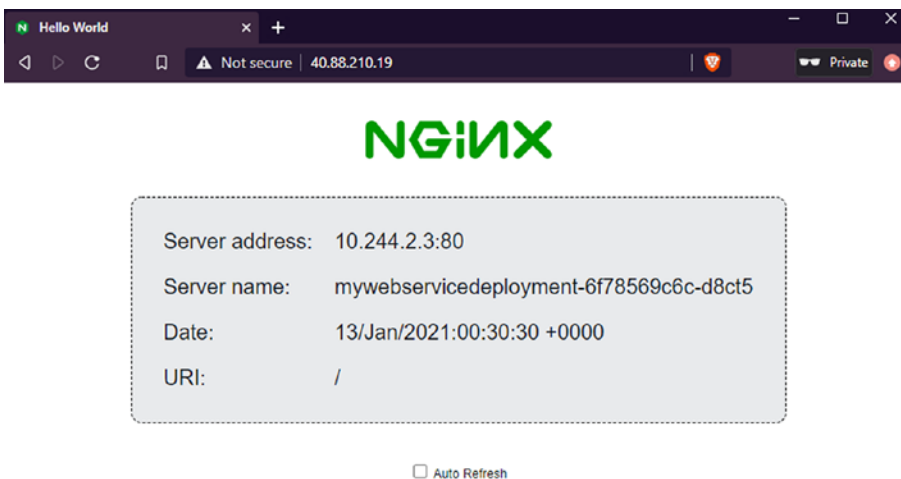 Hello World
Not secure | 40.88.210.19
Private
NGINX
Server address: 10.244.2.3:80
Server name: mywebservicedeployment-6f78569c6c-d8ct5
Date: 13/Jan/2021:00:30:30 +0000
URI: /
Auto Refresh